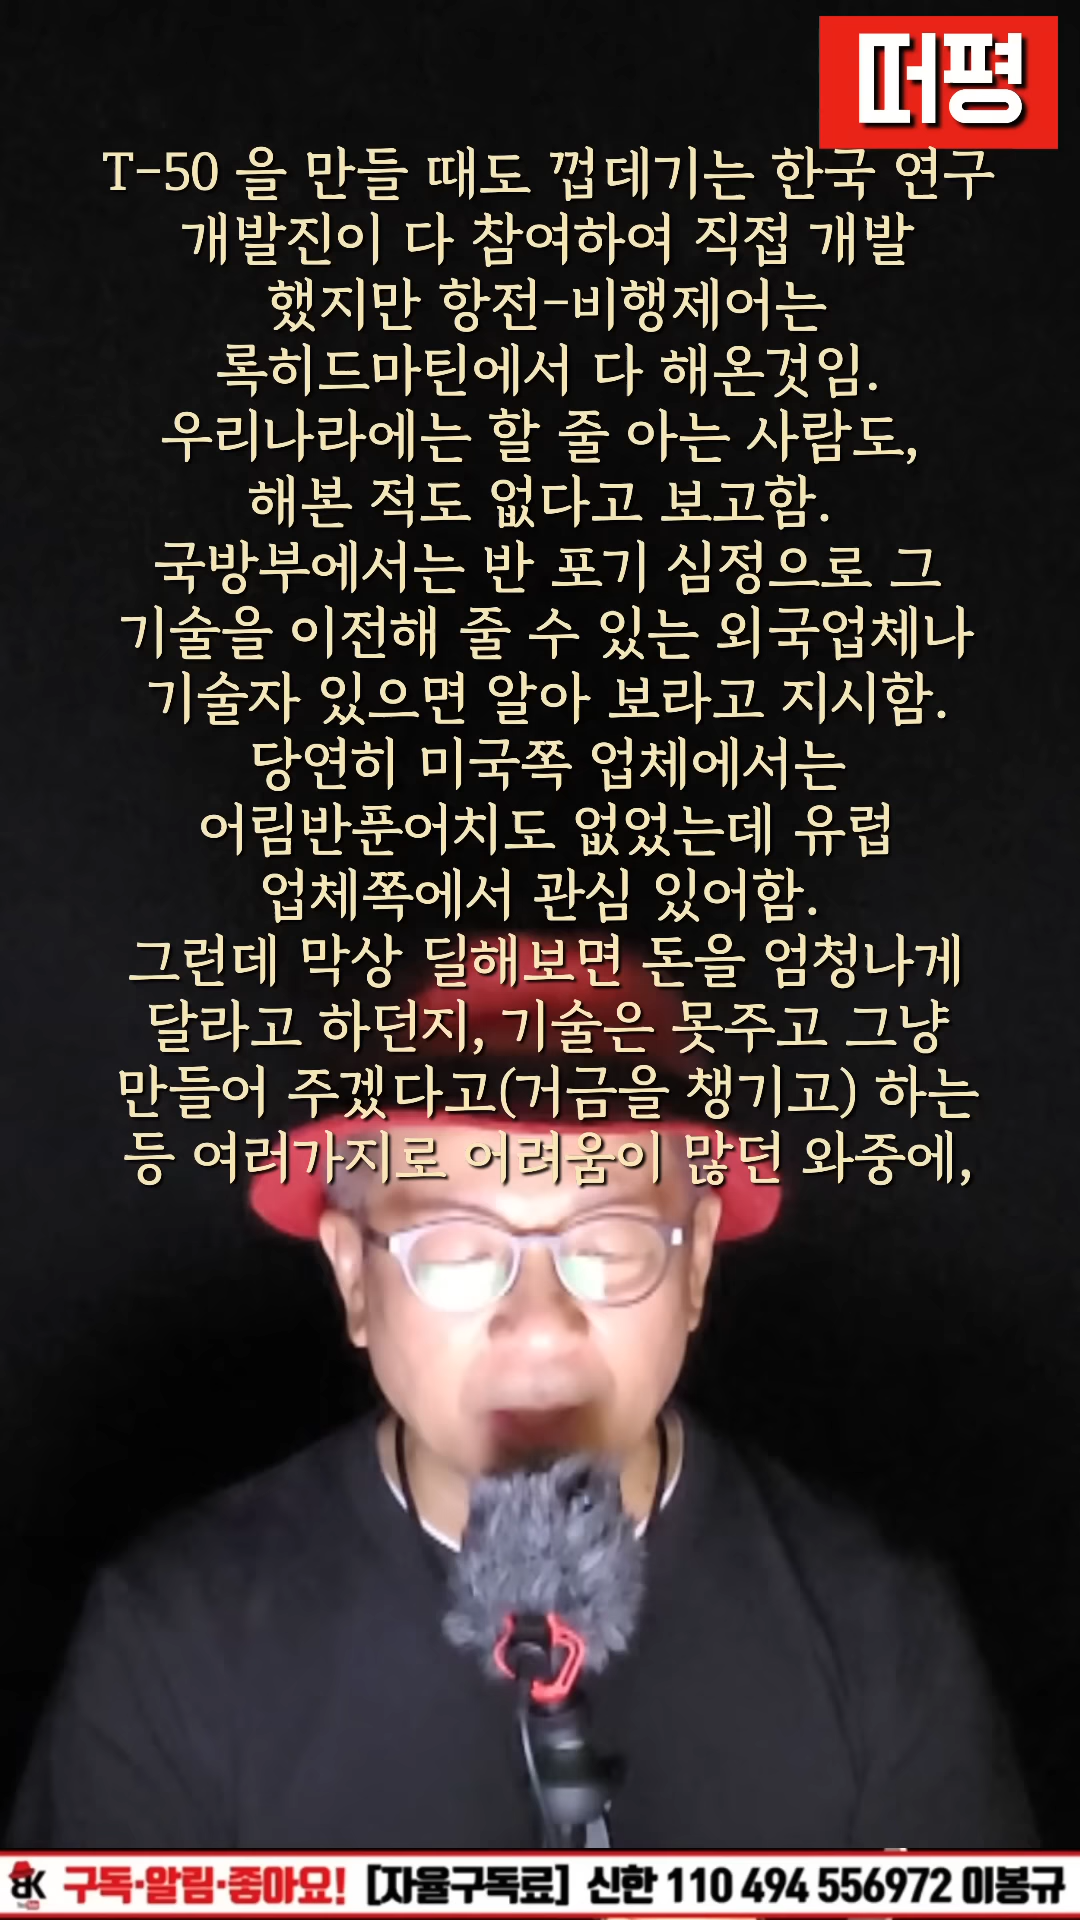 떠평
T-50 을 만들 때도 껍데기는 한국 연구
개발진이 다 참여하여 직접 개발
했지만 항전-비행제어는
록히드마틴에서 다 해온것임.
우리나라에는 할 줄 아는 사람도,
해본 적도 없다고 보고함.
국방부에서는 반 포기 심정으로 그
기술을 이전해 줄 수 있는 외국업체나
기술자 있으면 알아 보라고 지시함.
당연히 미국쪽 업체에서는
어림반푼어치도 없었는데 유럽
업체쪽에서 관심 있어함.
그런데 막상 딜해보면 돈을 엄청나게
달라고 하던지, 기술은 못주고 그냥
만들어 주겠다고(거금을 챙기고) 하는
등 여러가지로 어려움이 많던 와중에,
BK 구독·알림·좋아요! [자율구독료] 신한 110 494 556972 이봉규